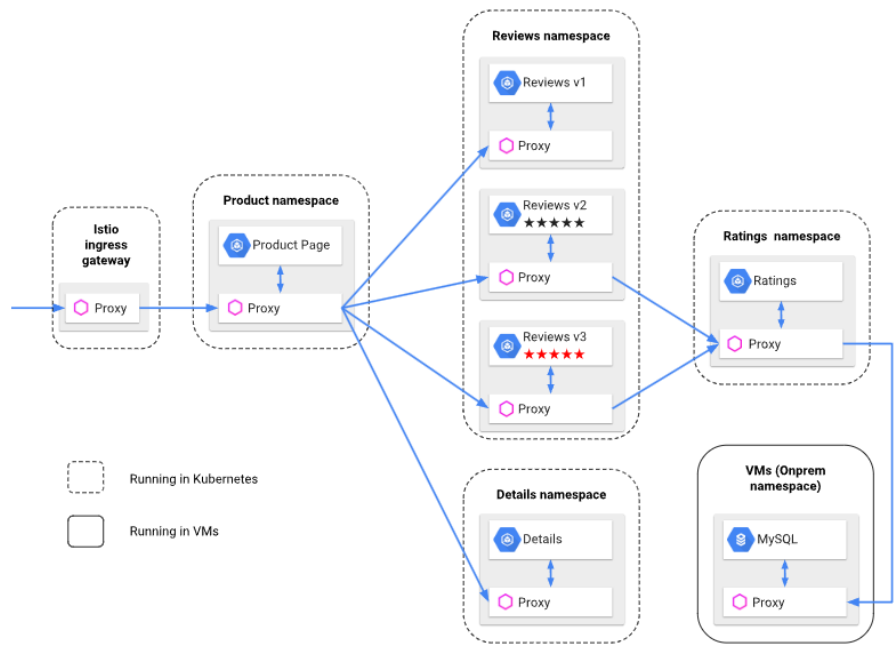 Reviews namespace
Reviews v1
Proxy
Product namespace
Reviews v2
★★★★★
Istio
ingress
gateway
Product Page
Proxy
Proxy
Proxy
Ratings namespace
Ratings
Proxy
Reviews v3
★★★★★
Proxy
Running in Kubernetes
Running in VMs
Details namespace
Details
Proxy
VMs (Onprem
namespace)
MySQL
Proxy